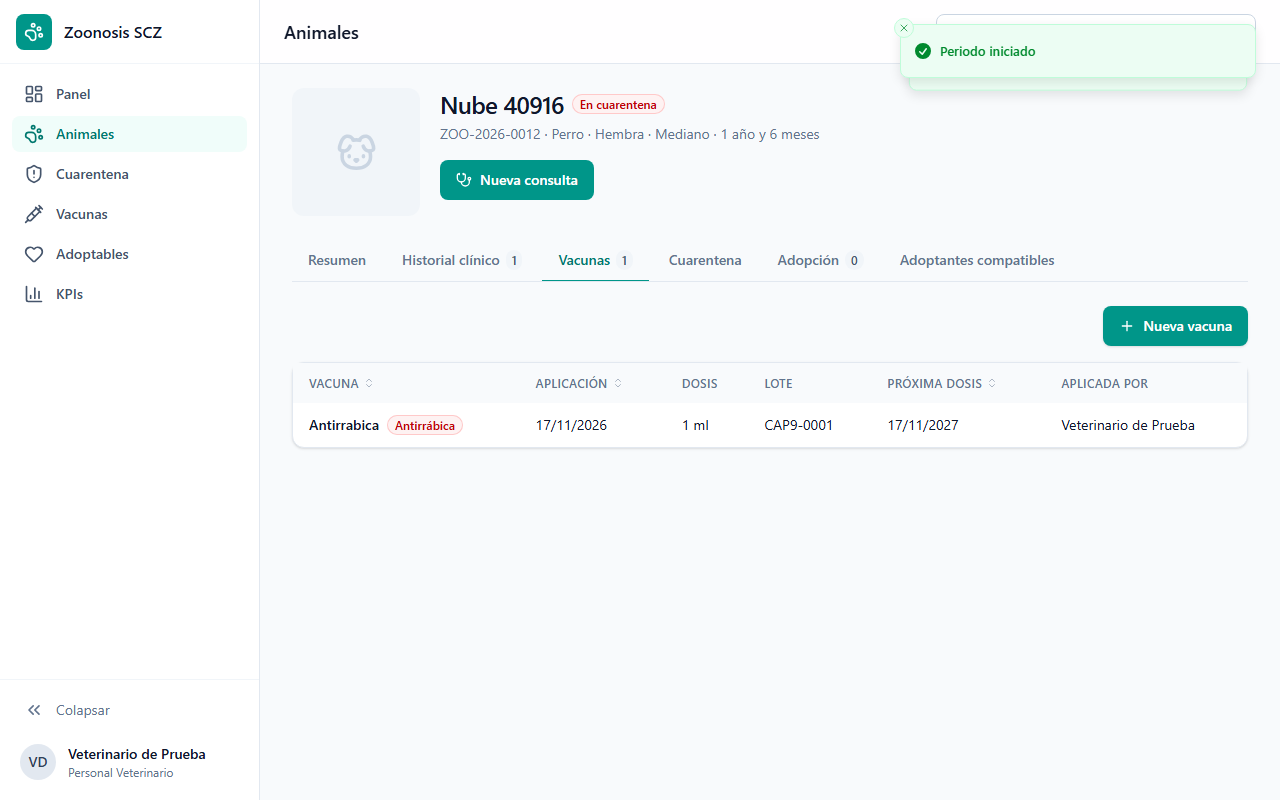 Zoonosis SCZ
Animales
Periodo iniciado
Panel
Animales
Cuarentena
Vacunas
Adoptables
KPIs
Nube 40916 En cuarentena
ZOO-2026-0012 · Perro · Hembra · Mediano · 1 año y 6 meses
Nueva consulta
Resumen Historial clínico 1 Vacunas 1 Cuarentena Adopción 0 Adoptantes compatibles
Nueva vacuna
VACUNA APLICACIÓN DOSIS LOTE PRÓXIMA DOSIS APLICADA POR
Antirrabica Antirrábica 17/11/2026 1 ml CAP9-0001 17/11/2027 Veterinario de Prueba
Colapsar
VD Veterinario de Prueba
Personal Veterinario